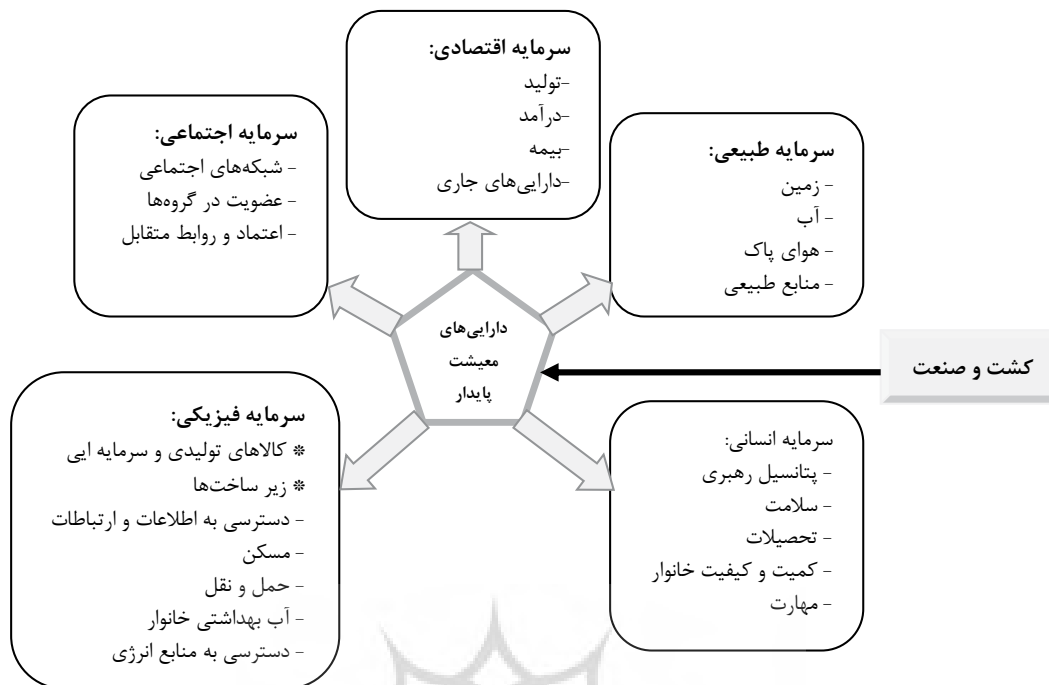 سرمایه اقتصادی:
-تولید
-درآمد
-بیمه
-دارایی‌های جاری
سرمایه طبیعی:
- زمین
- آب
- هوای پاک
- منابع طبیعی
سرمایه اجتماعی:
- شبکه‌های اجتماعی
- عضویت در گروه‌ها
- اعتماد و روابط متقابل
دارایی‌های
معیشت
پایدار
کشت و صنعت
سرمایه انسانی:
- پتانسیل رهبری
- سلامت
- تحصیلات
- کمیت و کیفیت خانوار
- مهارت
سرمایه فیزیکی:
* کالاهای تولیدی و سرمایه ایی
* زیر ساخت‌ها
- دسترسی به اطلاعات و ارتباطات
- مسکن
- حمل و نقل
- آب بهداشتی خانوار
- دسترسی به منابع انرژی